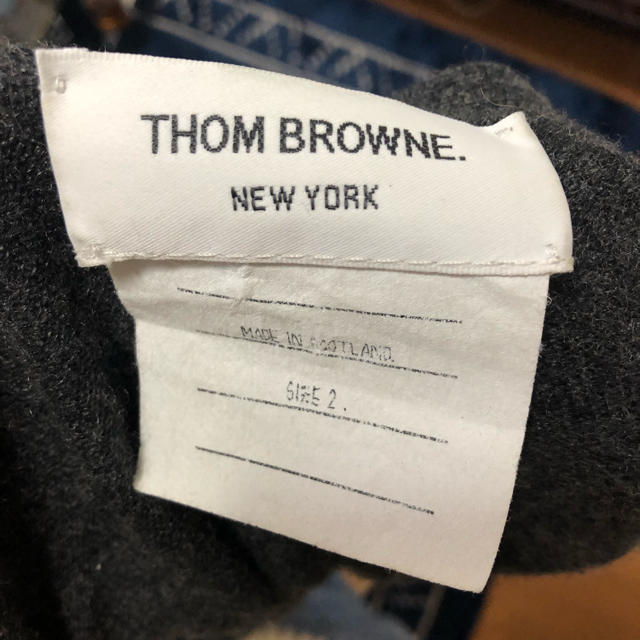 THOM BROWNE.
NEW YORK
MADE IN SCOTLAND
SIZE 2.